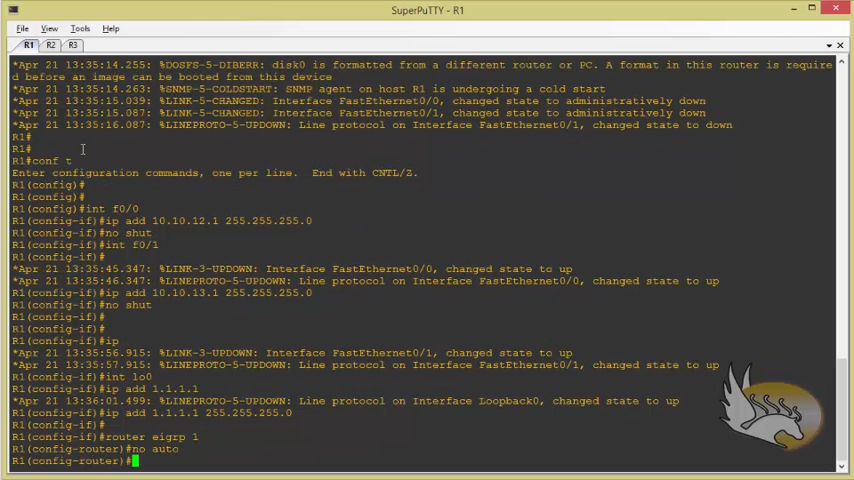 SuperPuTTY - R1
File View Tools Help
R1 R2 R3
*Apr 21 13:35:14.255: %DOSFS-5-DIBERR: disk0 is formatted from a different router or PC. A format in this router is require
d before an image can be booted from this device
*Apr 21 13:35:14.263: %SNMP-5-COLDSTART: SNMP agent on host R1 is undergoing a cold start
*Apr 21 13:35:15.039: %LINK-5-CHANGED: Interface FastEthernet0/0, changed state to administratively down
*Apr 21 13:35:15.087: %LINK-5-CHANGED: Interface FastEthernet0/1, changed state to administratively down
*Apr 21 13:35:16.087: %LINEPROTO-5-UPDOWN: Line protocol on Interface FastEthernet0/1, changed state to down
R1#
R1#
R1#conf t
Enter configuration commands, one per line.  End with CNTL/Z.
R1(config)#
R1(config)#
R1(config)#int f0/0
R1(config-if)#ip add 10.10.12.1 255.255.255.0
R1(config-if)#no shut
R1(config-if)#int f0/1
R1(config-if)#
*Apr 21 13:35:45.347: %LINK-3-UPDOWN: Interface FastEthernet0/0, changed state to up
*Apr 21 13:35:46.347: %LINEPROTO-5-UPDOWN: Line protocol on Interface FastEthernet0/0, changed state to up
R1(config-if)#ip add 10.10.13.1 255.255.255.0
R1(config-if)#no shut
R1(config-if)#
R1(config-if)#
R1(config-if)#ip
*Apr 21 13:35:56.915: %LINK-3-UPDOWN: Interface FastEthernet0/1, changed state to up
*Apr 21 13:35:57.915: %LINEPROTO-5-UPDOWN: Line protocol on Interface FastEthernet0/1, changed state to up
R1(config-if)#int lo0
R1(config-if)#ip add 1.1.1.1
*Apr 21 13:36:01.499: %LINEPROTO-5-UPDOWN: Line protocol on Interface Loopback0, changed state to up
R1(config-if)#ip add 1.1.1.1 255.255.255.0
R1(config-if)#
R1(config-if)#router eigrp 1
R1(config-router)#no auto
R1(config-router)#